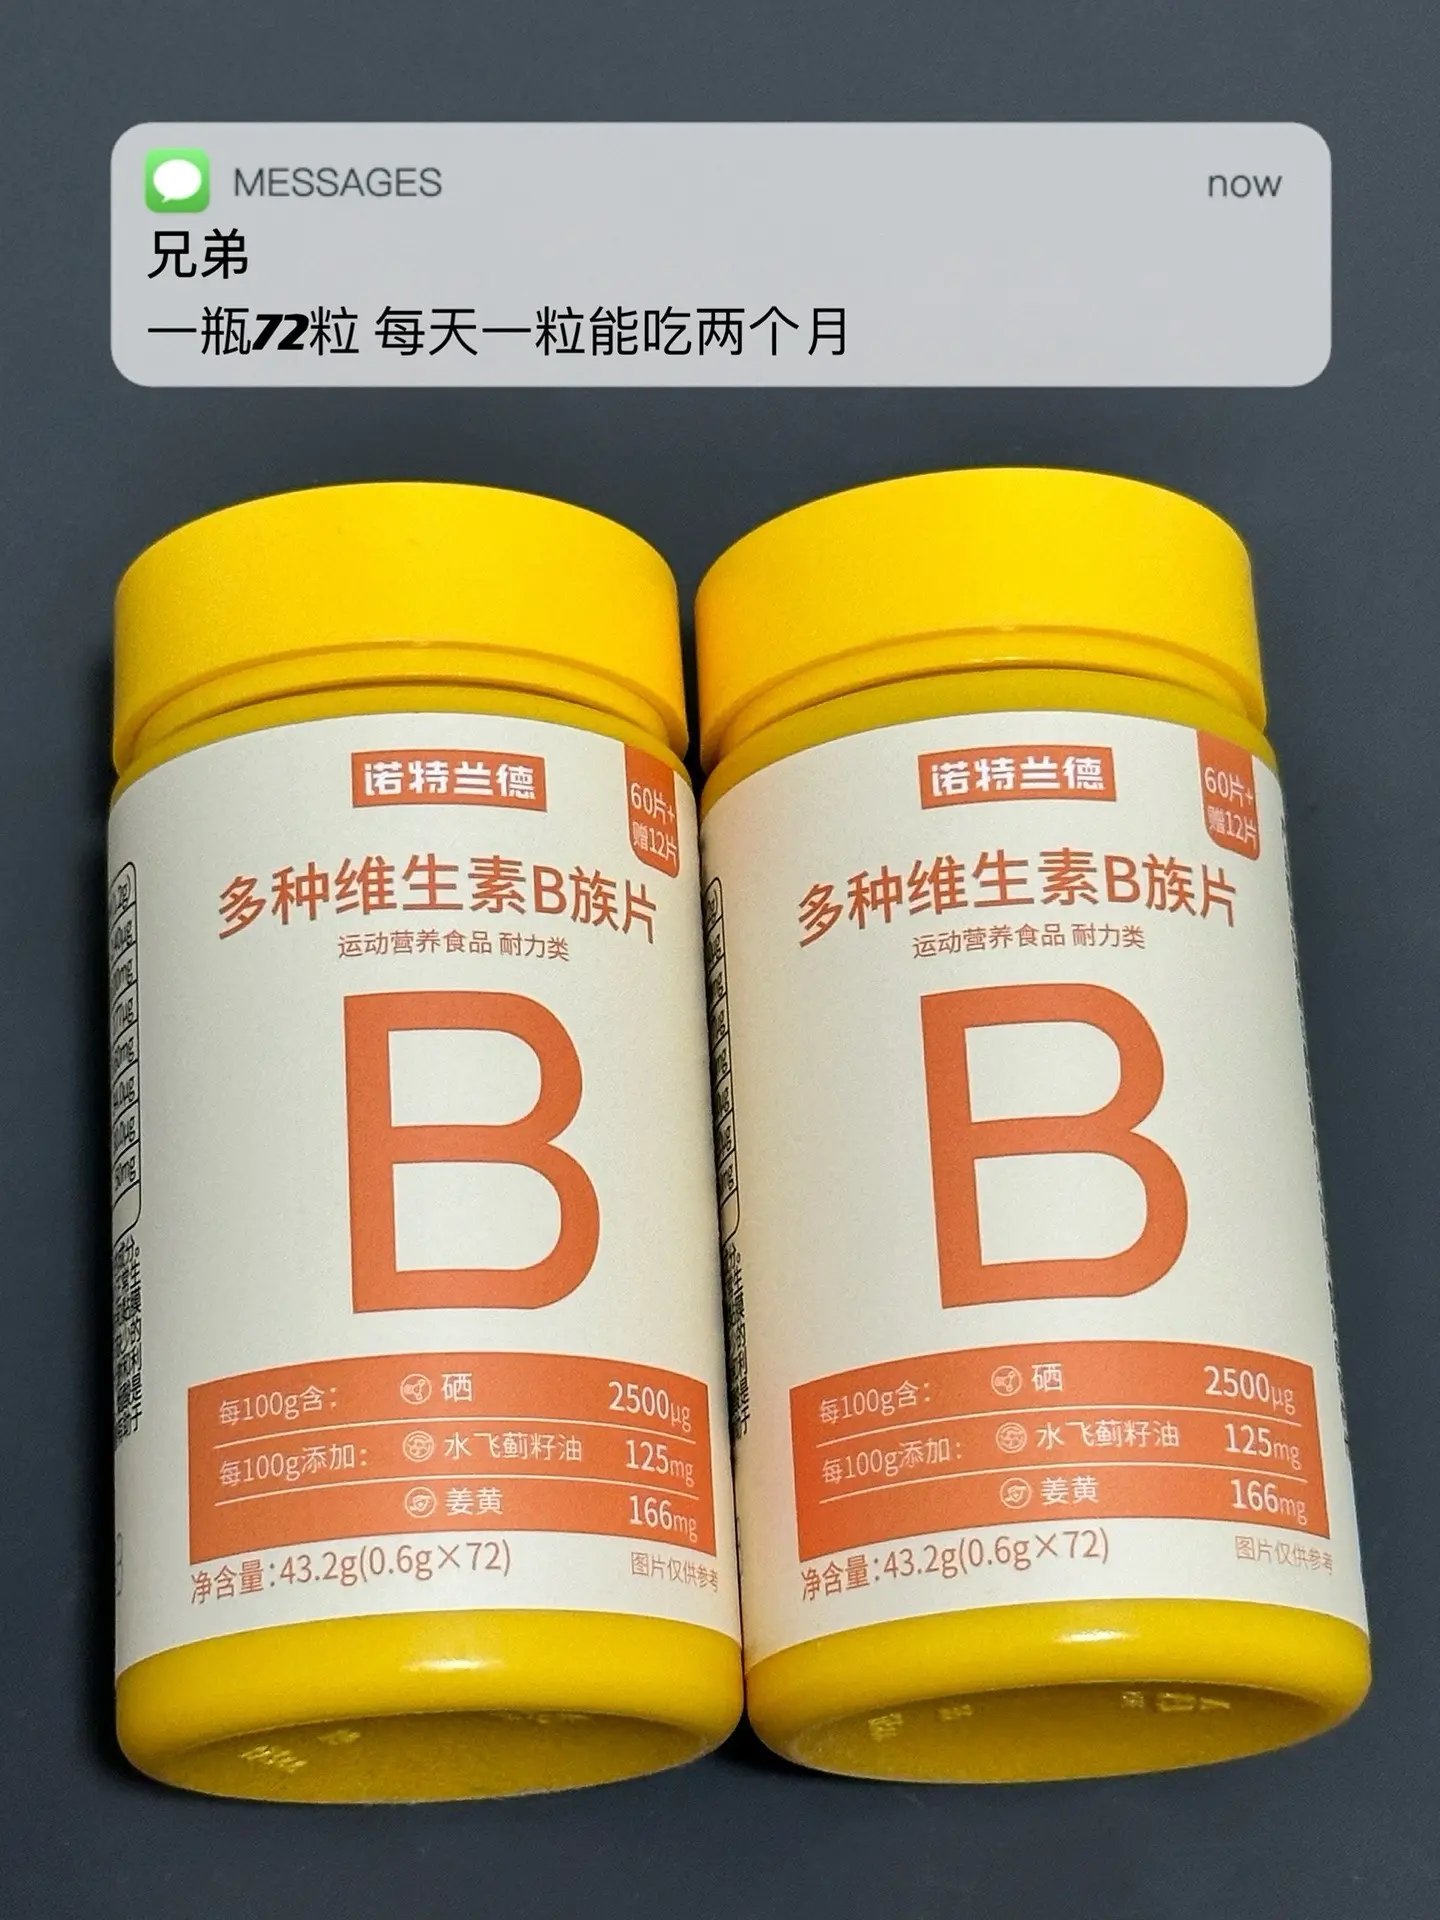 MESSAGES now
兄弟
一瓶72粒 每天一粒能吃两个月
诺特兰德
60片+
赠12片
多种维生素B族片
运动营养食品 耐力类
B
每100g含： 硒 2500μg
每100g添加： 水飞蓟籽油 125mg
姜黄 166mg
净含量：43.2g(0.6g×72)
图片仅供参考
诺特兰德
60片+
赠12片
多种维生素B族片
运动营养食品 耐力类
B
每100g含： 硒 2500μg
每100g添加： 水飞蓟籽油 125mg
姜黄 166mg
净含量：43.2g(0.6g×72)
图片仅供参考